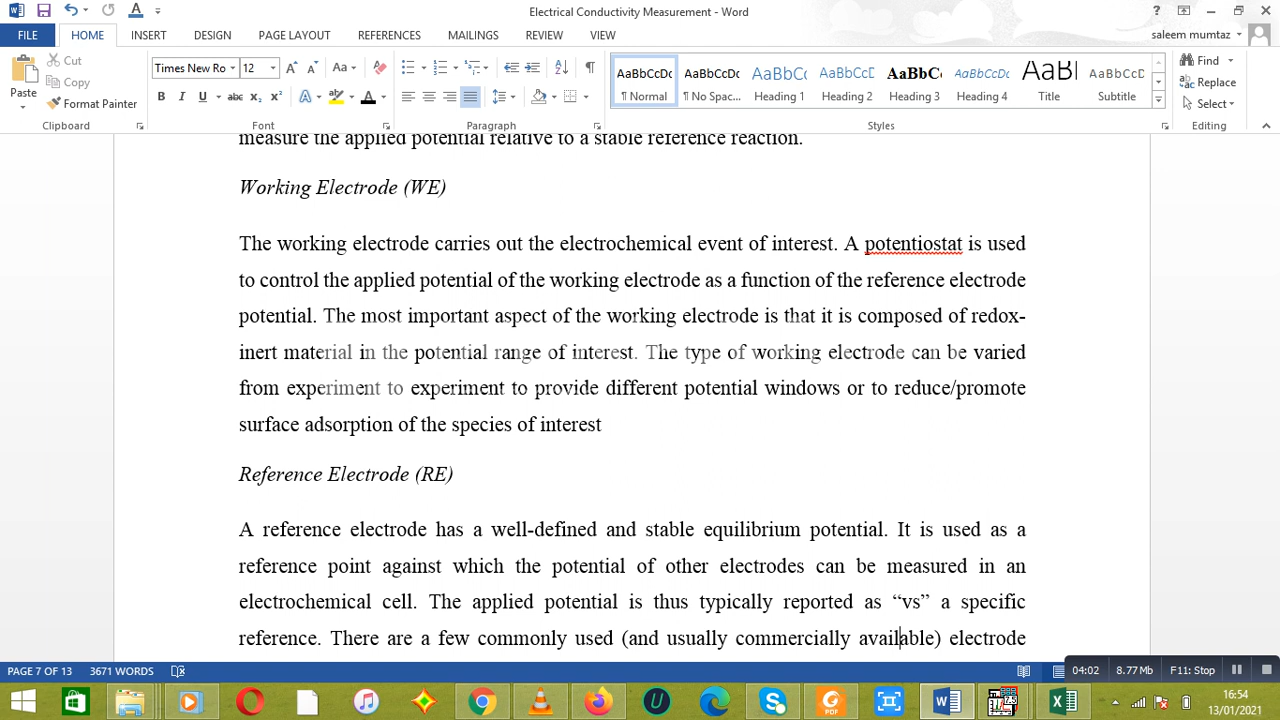 Electrical Conductivity Measurement - Word
FILE HOME INSERT DESIGN PAGE LAYOUT REFERENCES MAILINGS REVIEW VIEW saleem mumtaz
Paste Cut Copy Format Painter
Times New Ro 12 Aa
B I U abc X₂ X² A A
AaBbCcDc AaBbCcDc AaBbCc AaBbCc AaBbCc AaBbCcDc AaBl AaBbCcDc
¶ Normal ¶ No Spac... Heading 1 Heading 2 Heading 3 Heading 4 Title Subtitle
Find Replace Select
Clipboard Font Paragraph Styles Editing
measure the applied potential relative to a stable reference reaction.
Working Electrode (WE)
The working electrode carries out the electrochemical event of interest. A potentiostat is used
to control the applied potential of the working electrode as a function of the reference electrode
potential. The most important aspect of the working electrode is that it is composed of redox-
inert material in the potential range of interest. The type of working electrode can be varied
from experiment to experiment to provide different potential windows or to reduce/promote
surface adsorption of the species of interest
Reference Electrode (RE)
A reference electrode has a well-defined and stable equilibrium potential. It is used as a
reference point against which the potential of other electrodes can be measured in an
electrochemical cell. The applied potential is thus typically reported as “vs” a specific
reference. There are a few commonly used (and usually commercially available) electrode
PAGE 7 OF 13 3671 WORDS
04:02 8.77 Mb F11: Stop
PDF
16:54
13/01/2021